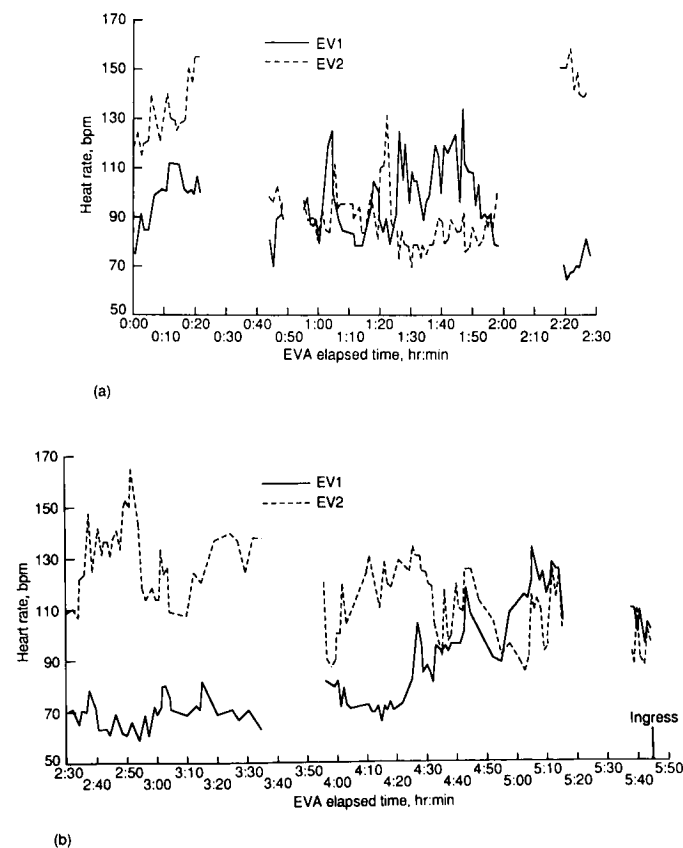 170
150
130
110
90
70
50
Heat rate, bpm
EV1
EV2
0:00 0:20 0:40 1:00 1:20 1:40 2:00 2:20
0:10 0:30 0:50 1:10 1:30 1:50 2:10 2:30
EVA elapsed time, hr:min
(a)
170
150
130
110
90
70
50
Heart rate, bpm
EV1
EV2
Ingress
2:30 2:50 3:10 3:30 3:50 4:10 4:30 4:50 5:10 5:30 5:50
2:40 3:00 3:20 3:40 4:00 4:20 4:40 5:00 5:20 5:40
EVA elapsed time, hr:min
(b)